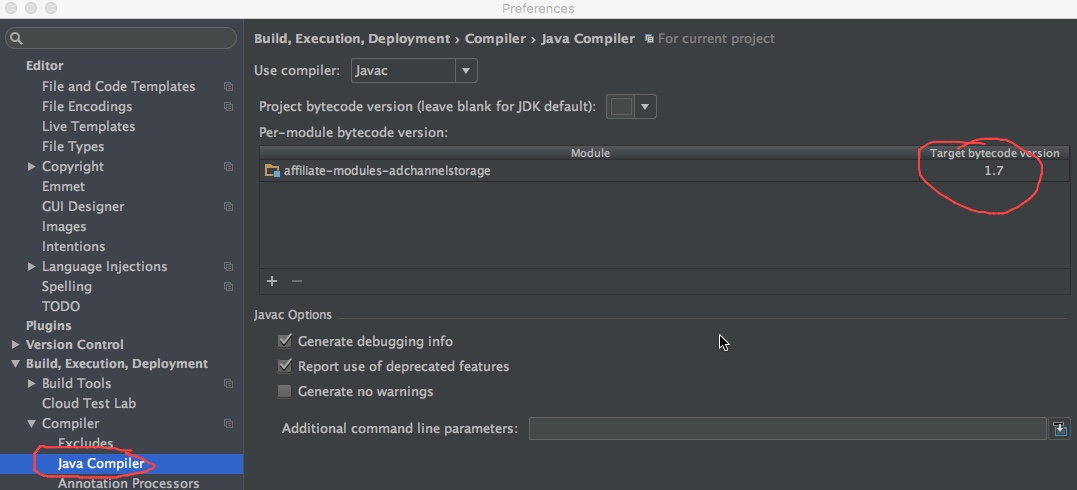 Preferences
Editor
File and Code Templates
File Encodings
Live Templates
File Types
Copyright
Emmet
GUI Designer
Images
Intentions
Language Injections
Spelling
TODO
Plugins
Version Control
Build, Execution, Deployment
Build Tools
Cloud Test Lab
Compiler
Excludes
Java Compiler
Annotation Processors
Build, Execution, Deployment › Compiler › Java Compiler For current project
Use compiler: Javac
Project bytecode version (leave blank for JDK default):
Per-module bytecode version:
Module Target bytecode version
affiliate-modules-adchannelstorage 1.7
Javac Options
Generate debugging info
Report use of deprecated features
Generate no warnings
Additional command line parameters: